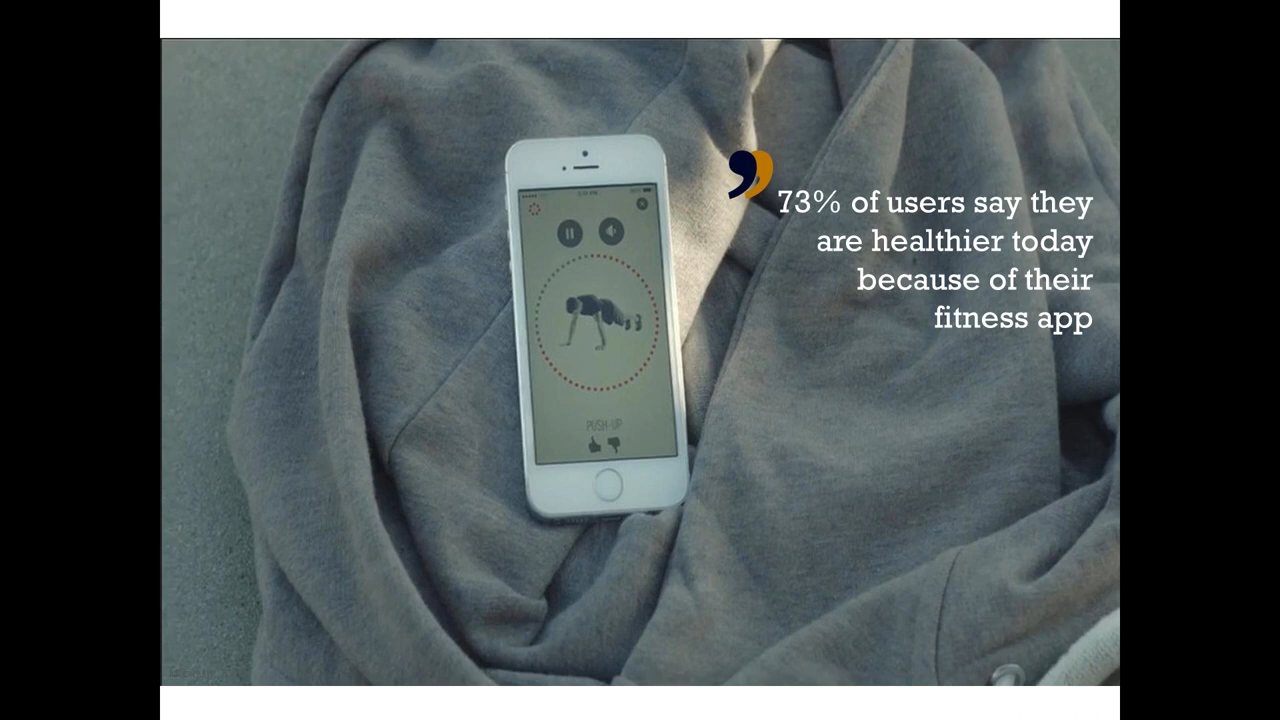 73% of users say they
are healthier today
because of their
fitness app
PUSH-UP